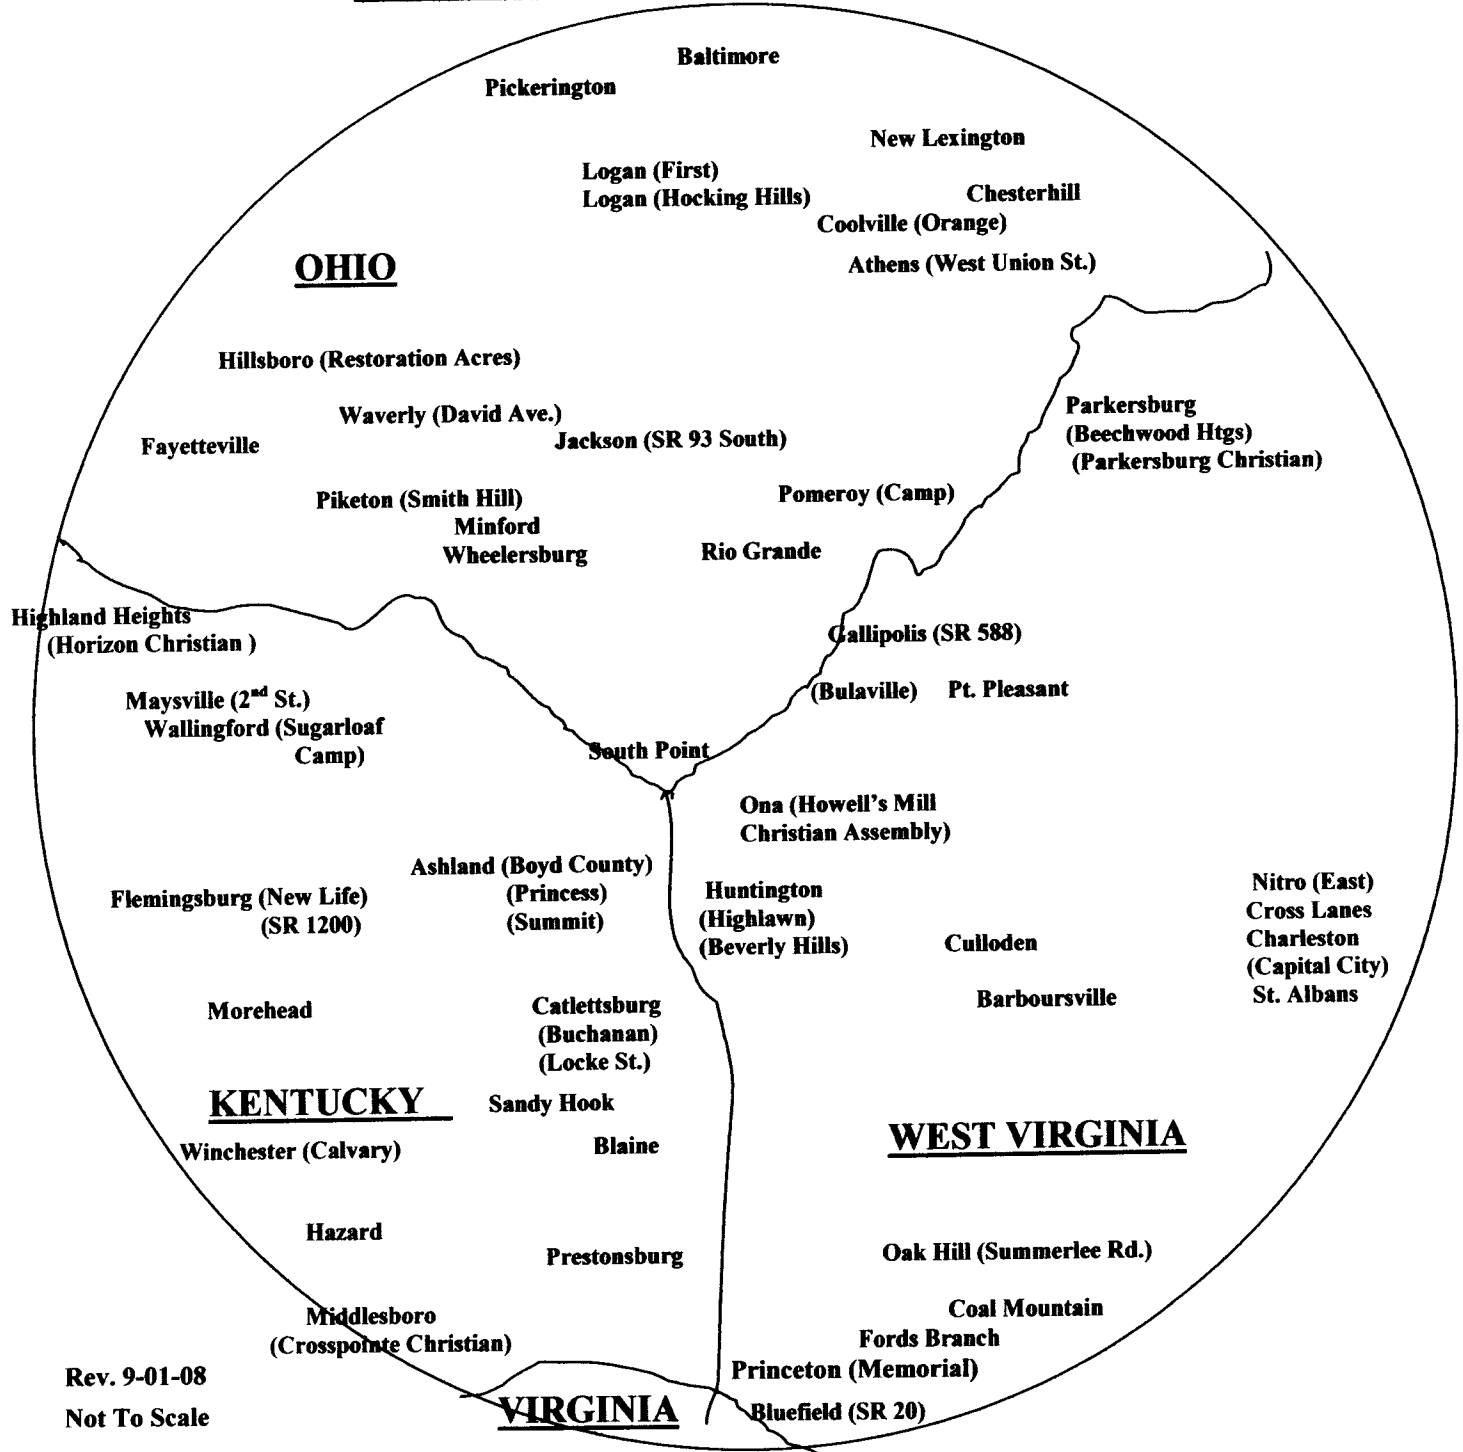 Baltimore
Pickerington
New Lexington
Logan (First)
Logan (Hocking Hills)
Chesterhill
Coolville (Orange)
Athens (West Union St.)
OHIO
Hillsboro (Restoration Acres)
Waverly (David Ave.)
Jackson (SR 93 South)
Fayetteville
Parkersburg
(Beechwood Htgs)
(Parkersburg Christian)
Piketon (Smith Hill)
Minford
Wheelersburg
Pomeroy (Camp)
Rio Grande
Highland Heights
(Horizon Christian )
Gallipolis (SR 588)
(Bulaville)
Pt. Pleasant
Maysville (2nd St.)
Wallingford (Sugarloaf
Camp)
South Point
Ona (Howell's Mill
Christian Assembly)
Ashland (Boyd County)
(Princess)
(Summit)
Flemingsburg (New Life)
(SR 1200)
Huntington
(Highlawn)
(Beverly Hills)
Culloden
Barboursville
Nitro (East)
Cross Lanes
Charleston
(Capital City)
St. Albans
Morehead
Catlettsburg
(Buchanan)
(Locke St.)
KENTUCKY
Sandy Hook
Blaine
Winchester (Calvary)
WEST VIRGINIA
Hazard
Prestonsburg
Oak Hill (Summerlee Rd.)
Middlesboro
(Crosspointe Christian)
Coal Mountain
Fords Branch
Princeton (Memorial)
Bluefield (SR 20)
VIRGINIA
Rev. 9-01-08
Not To Scale